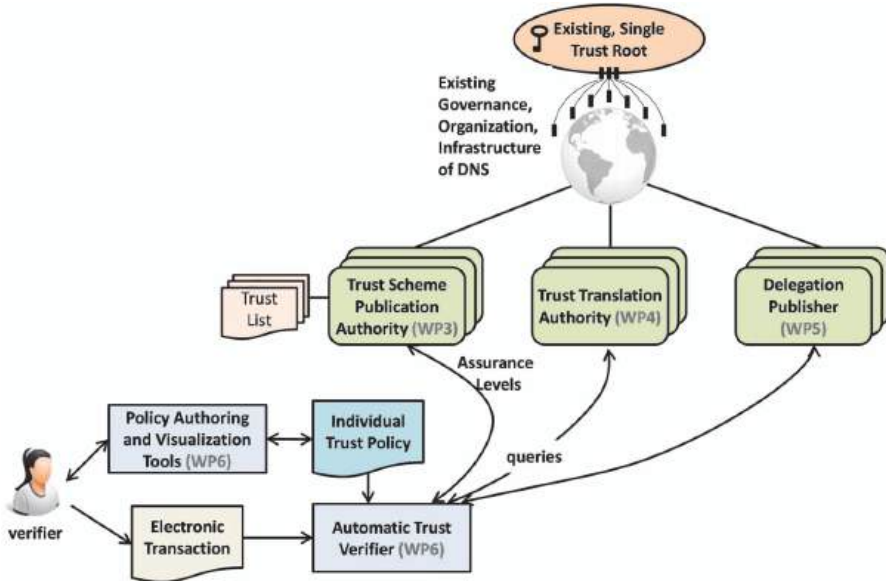 Existing, Single
Trust Root
Existing
Governance,
Organization,
Infrastructure
of DNS
Trust
List
Trust Scheme
Publication
Authority (WP3)
Trust Translation
Authority (WP4)
Delegation
Publisher
(WP5)
Assurance
Levels
queries
Policy Authoring
and Visualization
Tools (WP6)
Individual
Trust Policy
verifier
Electronic
Transaction
Automatic Trust
Verifier (WP6)